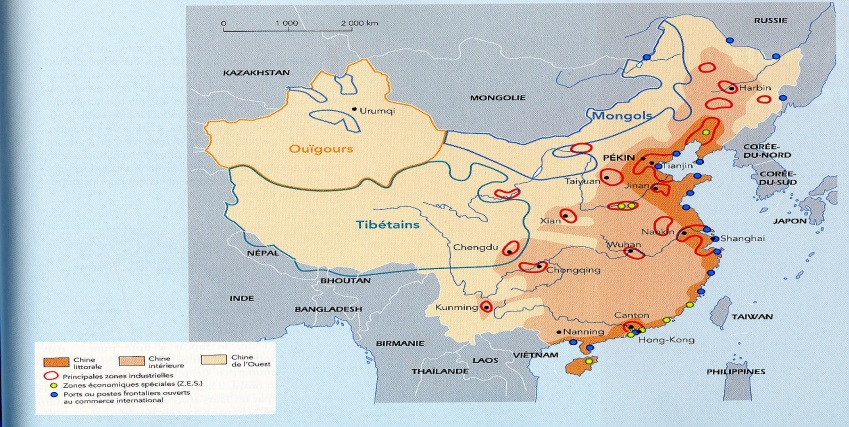 0 1 000 2 000 km
RUSSIE
KAZAKHSTAN
MONGOLIE
Harbin
Urumqi
Mongols
Ouïgours
CORÉE-
DU-NORD
PÉKIN
Tianjin
CORÉE-
DU-SUD
Taiyuan
Jinan
JAPON
Xian
Tibétains
Nankin
Shanghai
Chengdu
Wuhan
NÉPAL
Chongqing
BHOUTAN
INDE
Kunming
BANGLADESH
Canton
TAIWAN
Nanning
Hong-Kong
BIRMANIE
LAOS
VIÊTNAM
THAÏLANDE
PHILIPPINES
Chine
littorale
Chine
intérieure
Chine
de l'Ouest
Principales zones industrielles
Zones économiques spéciales (Z.E.S.)
Ports ou postes frontaliers ouverts
au commerce international